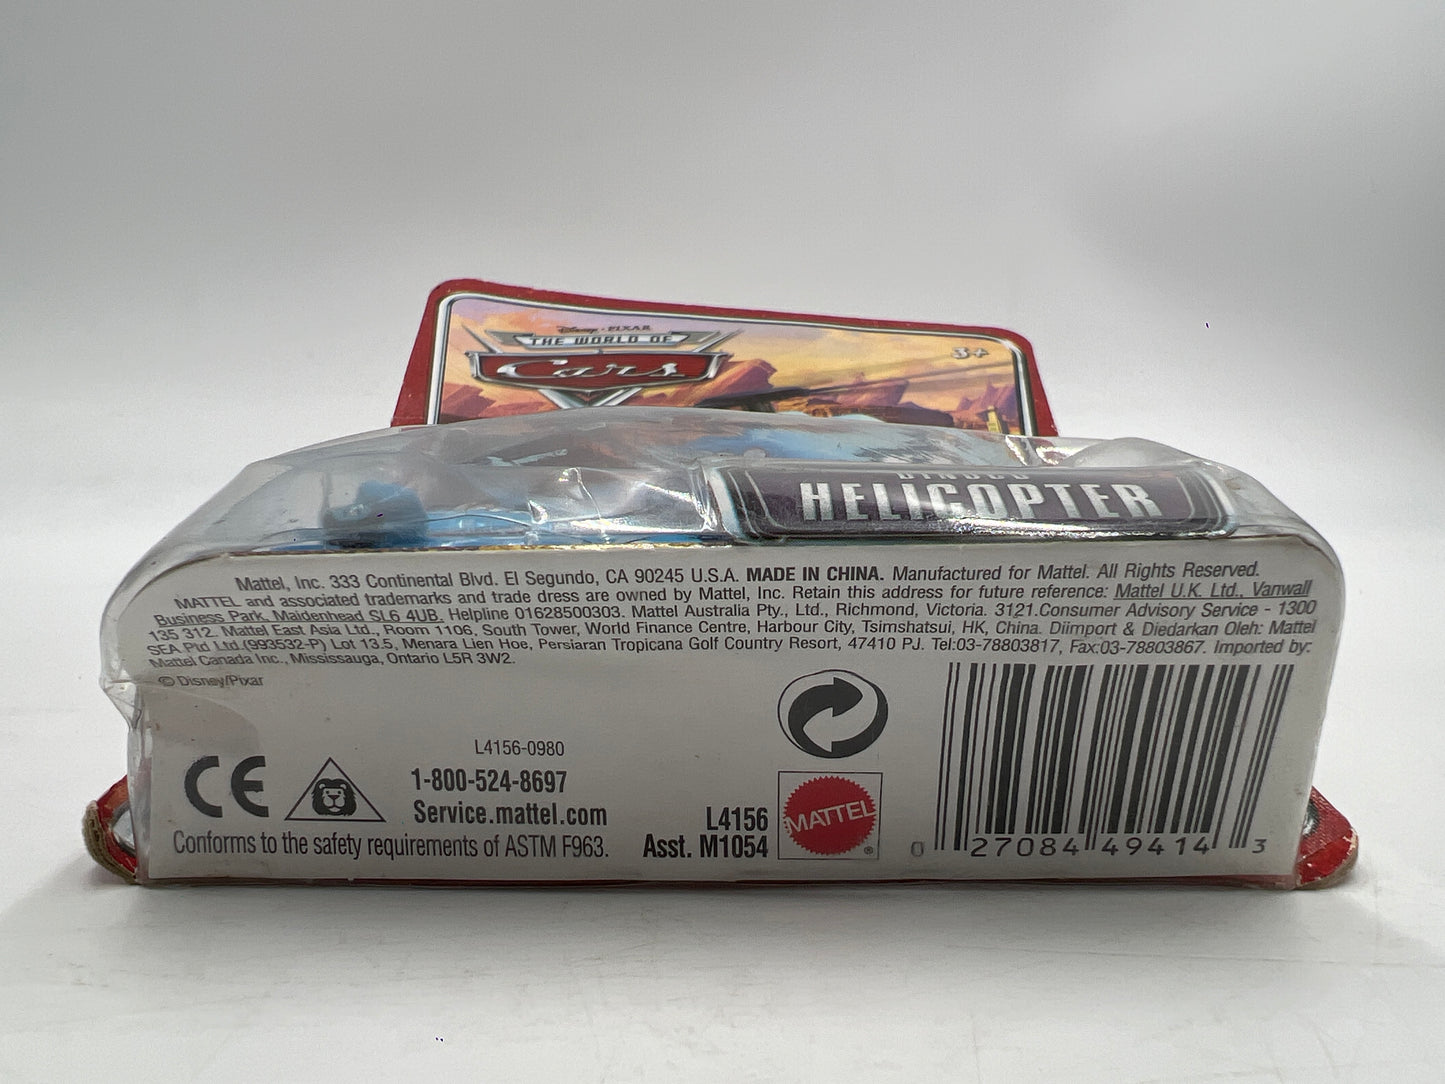 Disney · PIXAR
THE WORLD OF
Cars
3+
DINOCO
HELICOPTER
Mattel, Inc. 333 Continental Blvd. El Segundo, CA 90245 U.S.A. MADE IN CHINA. Manufactured for Mattel. All Rights Reserved.
MATTEL and associated trademarks and trade dress are owned by Mattel, Inc. Retain this address for future reference: Mattel U.K. Ltd., Vanwall
Business Park, Maidenhead SL6 4UB. Helpline 01628500303. Mattel Australia Pty., Ltd., Richmond, Victoria. 3121.Consumer Advisory Service - 1300
135 312. Mattel East Asia Ltd., Room 1106, South Tower, World Finance Centre, Harbour City, Tsimshatsui, HK, China. Diimport & Diedarkan Oleh: Mattel
SEA Ptd Ltd.(993532-P) Lot 13.5, Menara Lien Hoe, Persiaran Tropicana Golf Country Resort, 47410 PJ. Tel:03-78803817, Fax:03-78803867. Imported by:
Mattel Canada Inc., Mississauga, Ontario L5R 3W2.
© Disney/Pixar
L4156-0980
CE
1-800-524-8697
Service.mattel.com
Conforms to the safety requirements of ASTM F963.
L4156
Asst. M1054
MATTEL
®
0 27084 49414 3